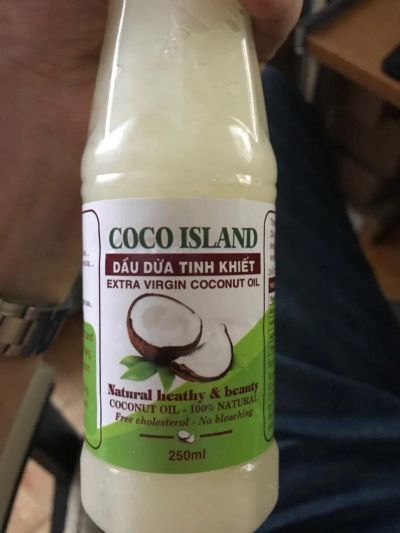 COCO ISLAND
DẦU DỪA TINH KHIẾT
EXTRA VIRGIN COCONUT OIL
Natural heathy & beauty
COCONUT OIL - 100% NATURAL
Free cholesterol - No bleaching
250ml